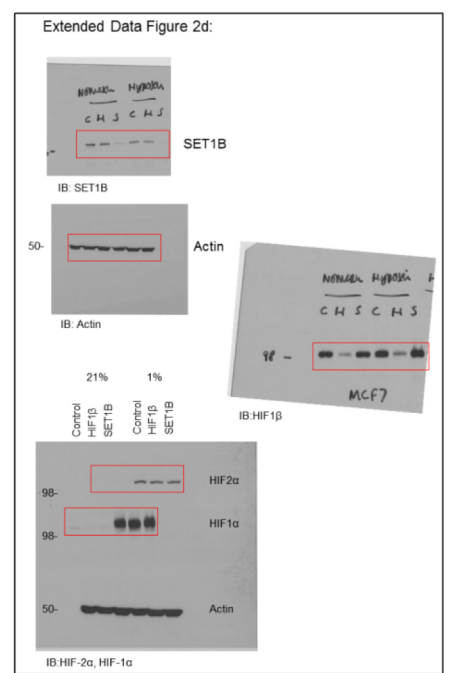 Extended Data Figure 2d:
Normoxia Hypoxia
C H S C H S
SET1B
IB: SET1B
50-
Actin
IB: Actin
Normoxia Hypoxia H
C H S C H S
98 -
MCF7
IB:HIF1β
21% 1%
Control HIF1β SET1B Control HIF1β SET1B
HIF2α
98-
HIF1α
98-
50- Actin
IB:HIF-2α, HIF-1α